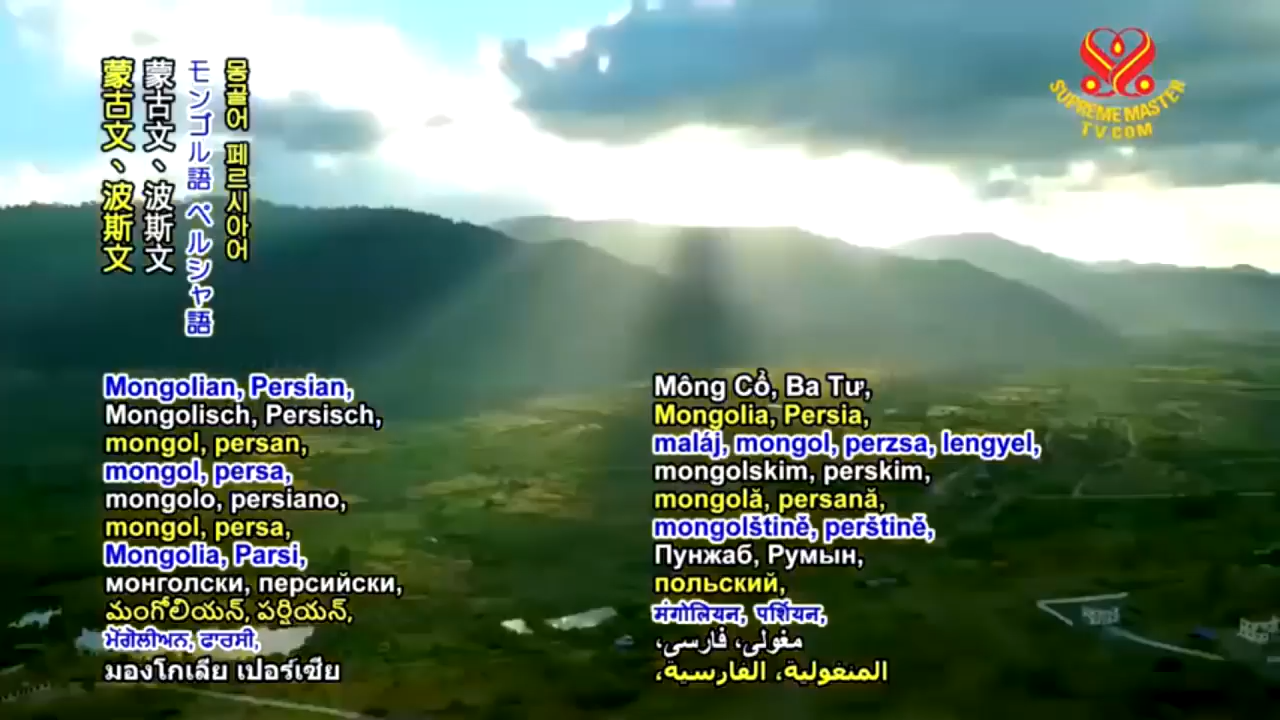 蒙古文、波斯文
蒙古文、波斯文
モンゴル語 ペルシャ語
몽골어 페르시아어
SUPREME MASTER
TV.COM
Mongolian, Persian,
Mongolisch, Persisch,
mongol, persan,
mongol, persa,
mongolo, persiano,
mongol, persa,
Mongolia, Parsi,
монголски, персийски,
మంగోలియన్, పర్షియన్,
ਮੰਗੋਲੀਅਨ, ਫਾਰਸੀ,
มองโกเลีย เปอร์เซีย
Mông Cổ, Ba Tư,
Mongolia, Persia,
maláj, mongol, perzsa, lengyel,
mongolskim, perskim,
mongolă, persană,
mongolštině, perštině,
Пунжаб, Румын,
польский,
मंगोलियन, पर्शियन,
مغولی، فارسی،
المنغولية، الفارسية،